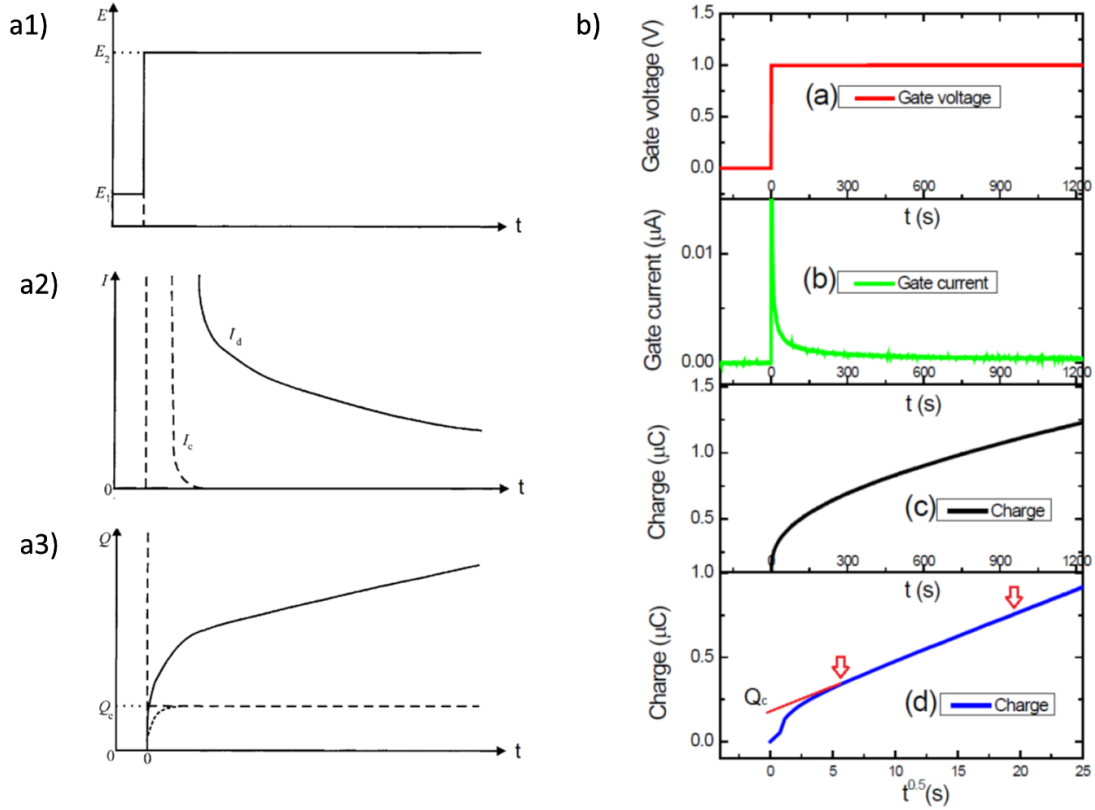 a1)
E
E2
E1
t
a2)
I
Id
Ic
0
t
a3)
Q
Qc
0
0
t
b)
Gate voltage (V)
1.5
1.0
0.5
0.0
(a) Gate voltage
0 300 600 900 1200
t (s)
Gate current (μA)
0.01
0.00
(b) Gate current
0 300 600 900 1200
t (s)
Charge (μC)
1.5
1.0
0.5
(c) Charge
0 300 600 900 1200
t (s)
Charge (μC)
1.0
0.5
0.0
Qc
(d) Charge
0 5 10 15 20 25
t^0.5(s)